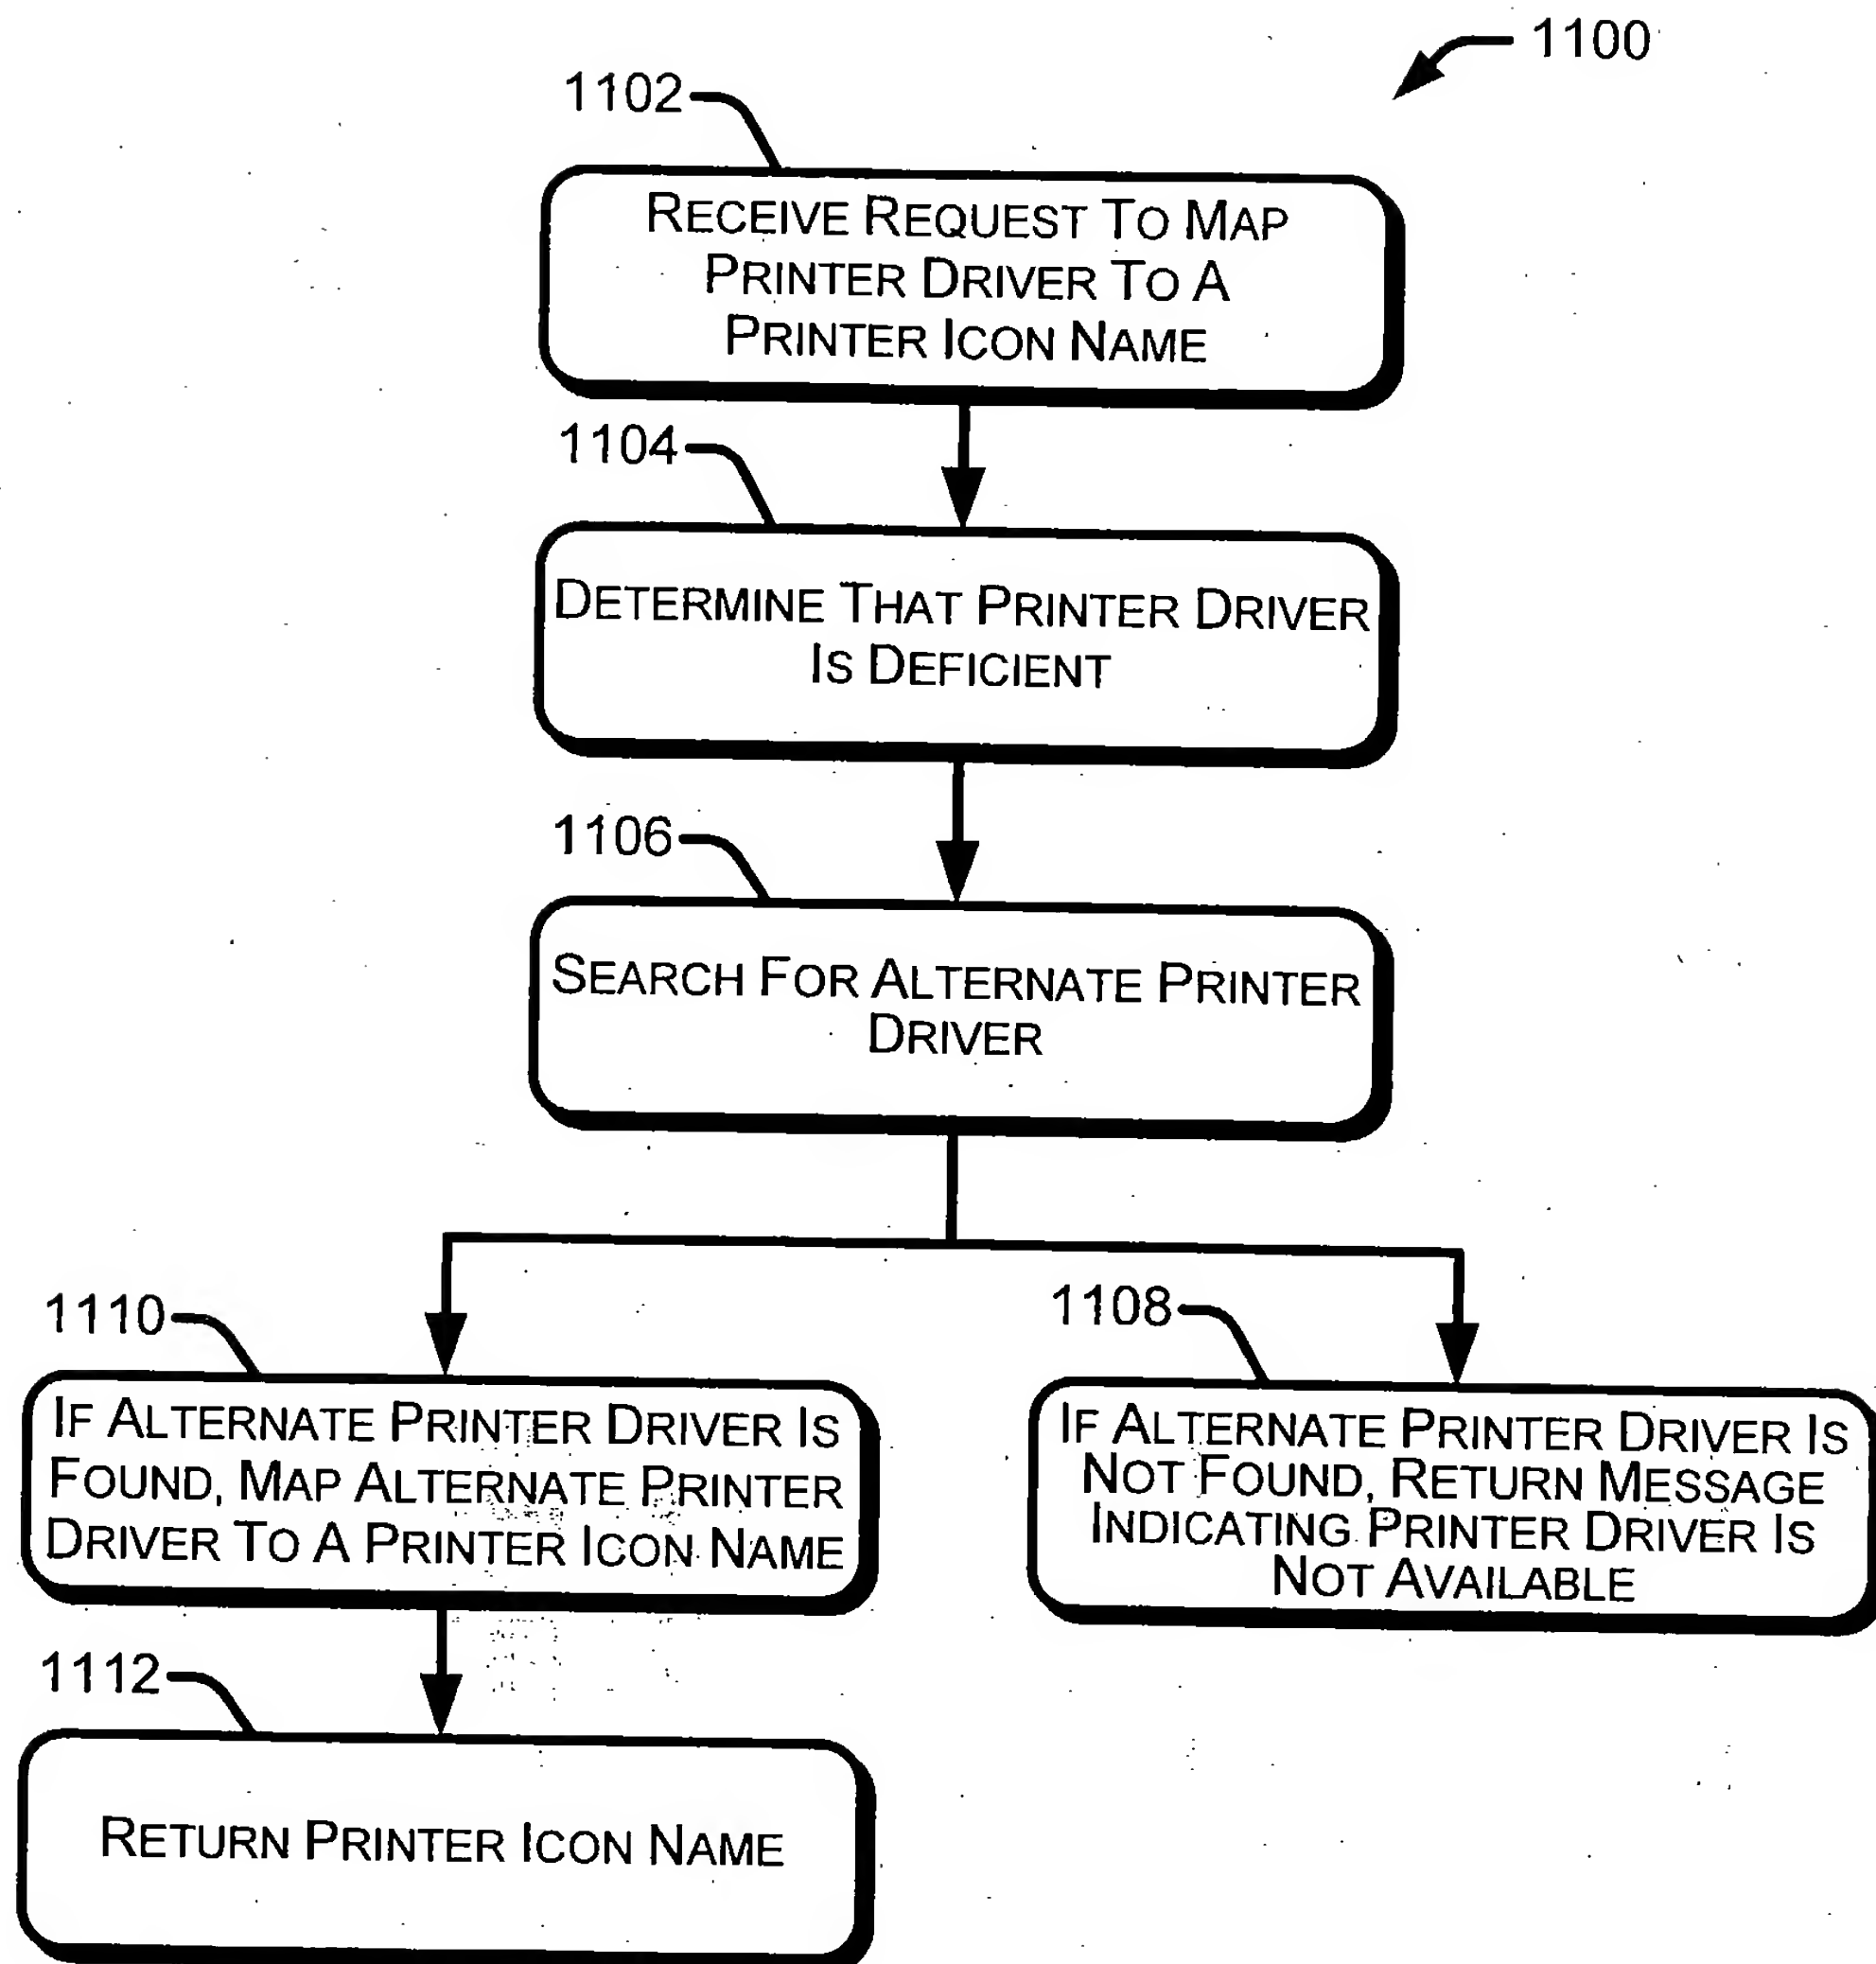 1100
1102
RECEIVE REQUEST TO MAP
PRINTER DRIVER TO A
PRINTER ICON NAME
1104
DETERMINE THAT PRINTER DRIVER
IS DEFICIENT
1106
SEARCH FOR ALTERNATE PRINTER
DRIVER
1110
IF ALTERNATE PRINTER DRIVER IS
FOUND, MAP ALTERNATE PRINTER
DRIVER TO A PRINTER ICON NAME
1108
IF ALTERNATE PRINTER DRIVER IS
NOT FOUND, RETURN MESSAGE
INDICATING PRINTER DRIVER IS
NOT AVAILABLE
1112
RETURN PRINTER ICON NAME